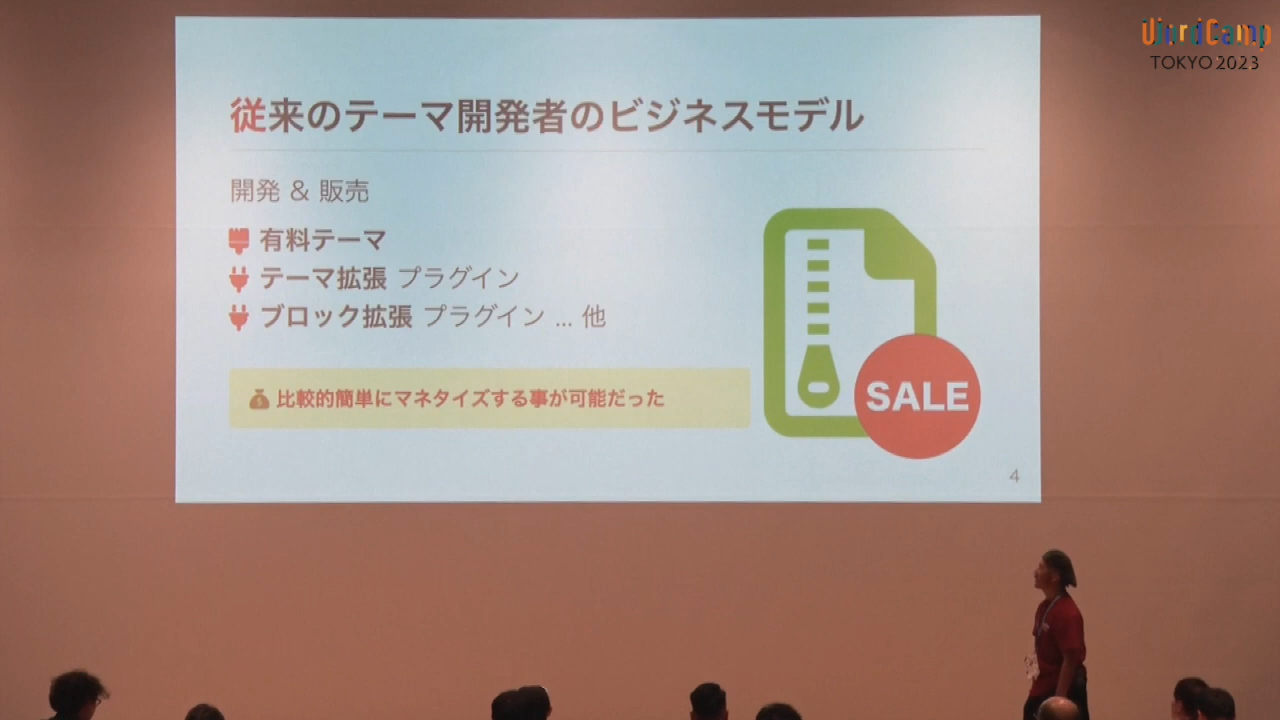 WordCamp
TOKYO 2023
従来のテーマ開発者のビジネスモデル
開発 & 販売
有料テーマ
テーマ拡張 プラグイン
ブロック拡張 プラグイン ... 他
比較的簡単にマネタイズする事が可能だった
SALE
4